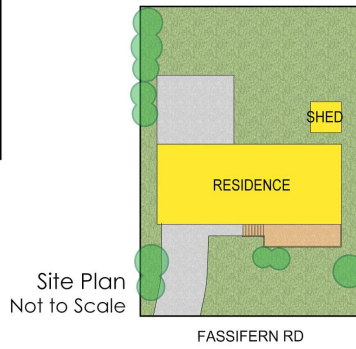 SHED
RESIDENCE
Site Plan
Not to Scale
FASSIFERN RD